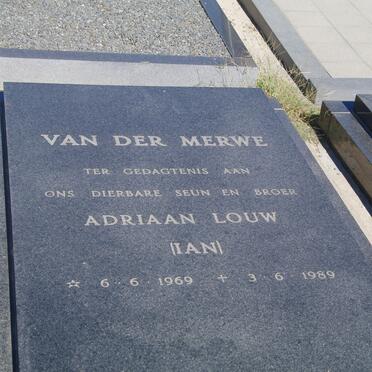 VAN DER MERWE
TER GEDAGTENIS AAN
ONS DIERBARE SEUN EN BROER
ADRIAAN LOUW
(IAN)
☆ 6·6·1969 + 3·6·1989